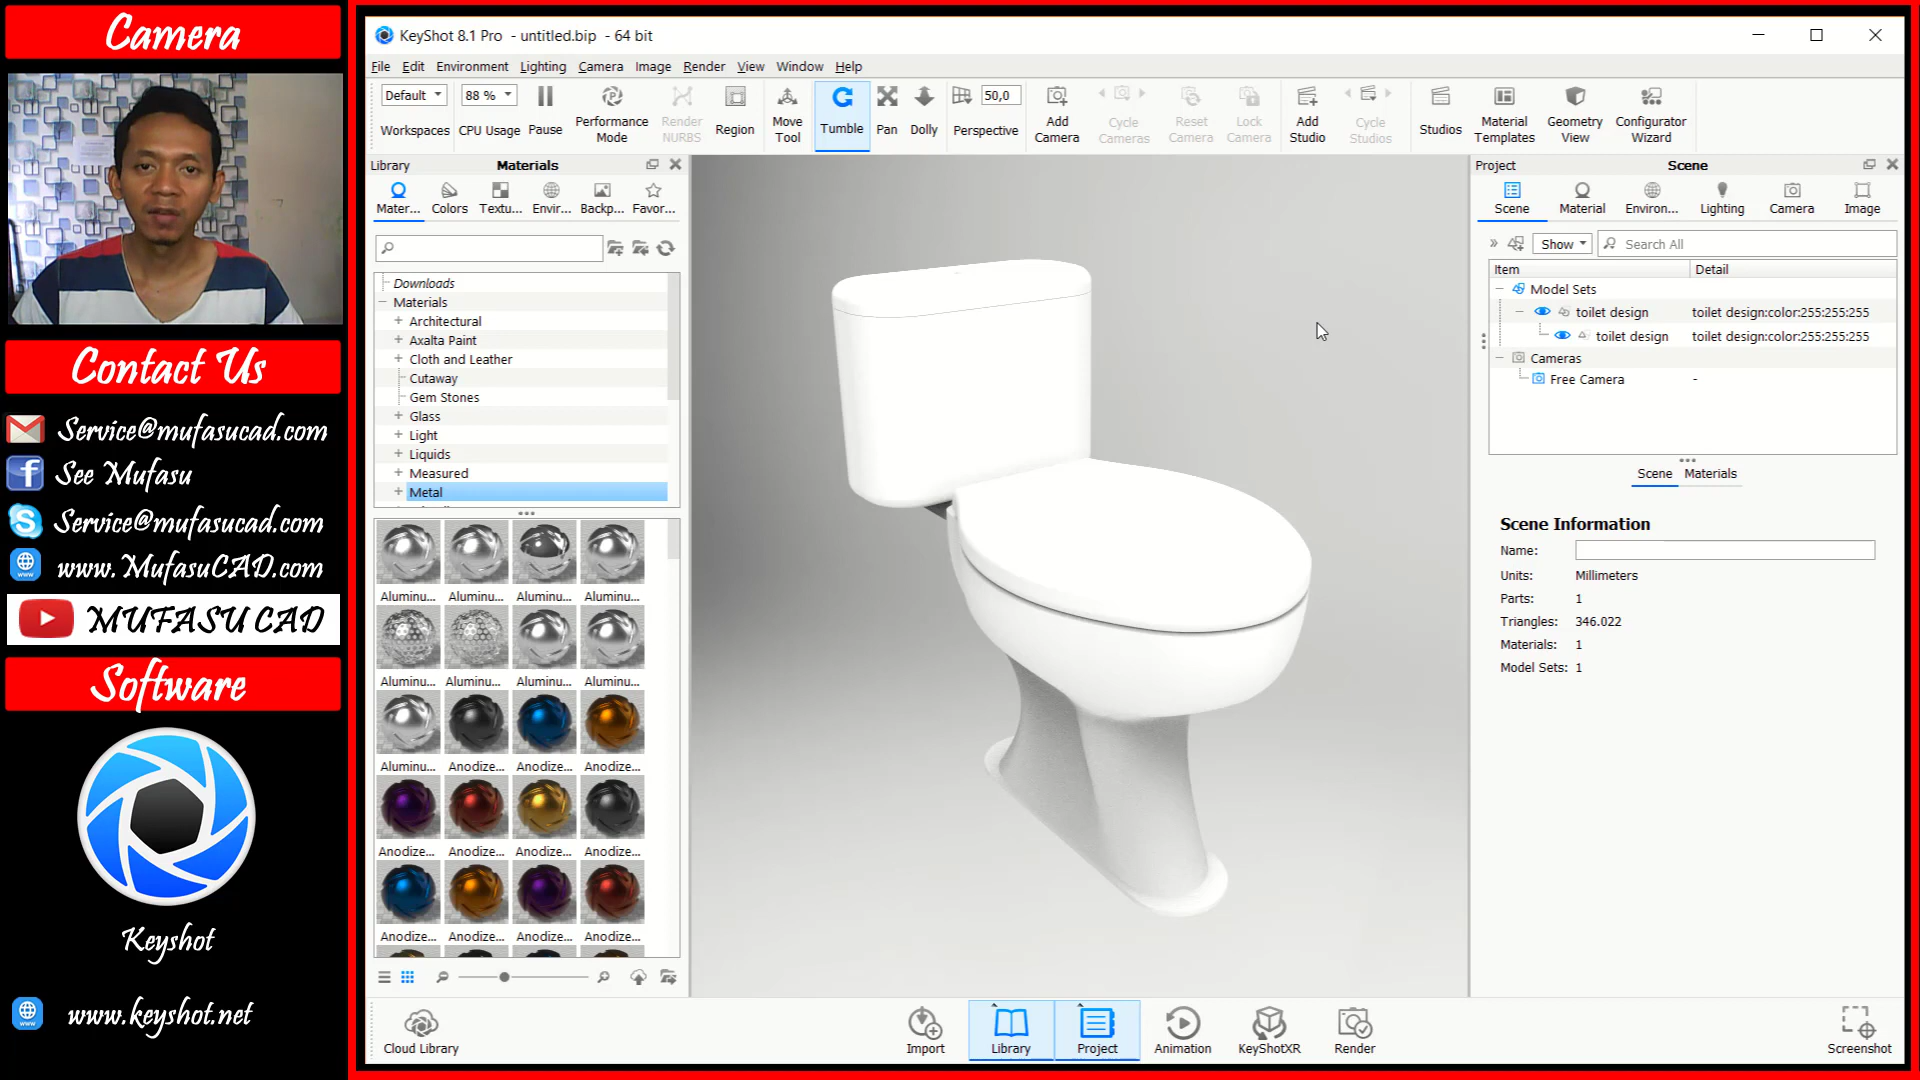 Camera
Contact Us
Service@mufasucad.com
See Mufasu
Service@mufasucad.com
www.MufasuCAD.com
MUFASU CAD
Software
Keyshot
www.keyshot.net
KeyShot 8.1 Pro - untitled.bip - 64 bit
File Edit Environment Lighting Camera Image Render View Window Help
Default 88 % 50,0
Workspaces CPU Usage Pause Performance Mode Render NURBS Region Move Tool Tumble Pan Dolly Perspective Add Camera Cycle Cameras Reset Camera Lock Camera Add Studio Cycle Studios Studios Material Templates Geometry View Configurator Wizard
Library Materials
Mater... Colors Textu... Envir... Backp... Favor...
Downloads
Materials
Architectural
Axalta Paint
Cloth and Leather
Cutaway
Gem Stones
Glass
Light
Liquids
Measured
Metal
Aluminu... Aluminu... Aluminu... Aluminu...
Aluminu... Aluminu... Aluminu... Aluminu...
Aluminu... Anodize... Anodize... Anodize...
Anodize... Anodize... Anodize... Anodize...
Anodize... Anodize... Anodize... Anodize...
Project Scene
Scene Material Environ... Lighting Camera Image
Show Search All
Item Detail
Model Sets
toilet design toilet design:color:255:255:255
toilet design toilet design:color:255:255:255
Cameras
Free Camera -
Scene Materials
Scene Information
Name:
Units: Millimeters
Parts: 1
Triangles: 346.022
Materials: 1
Model Sets: 1
Cloud Library Import Library Project Animation KeyShotXR Render Screenshot